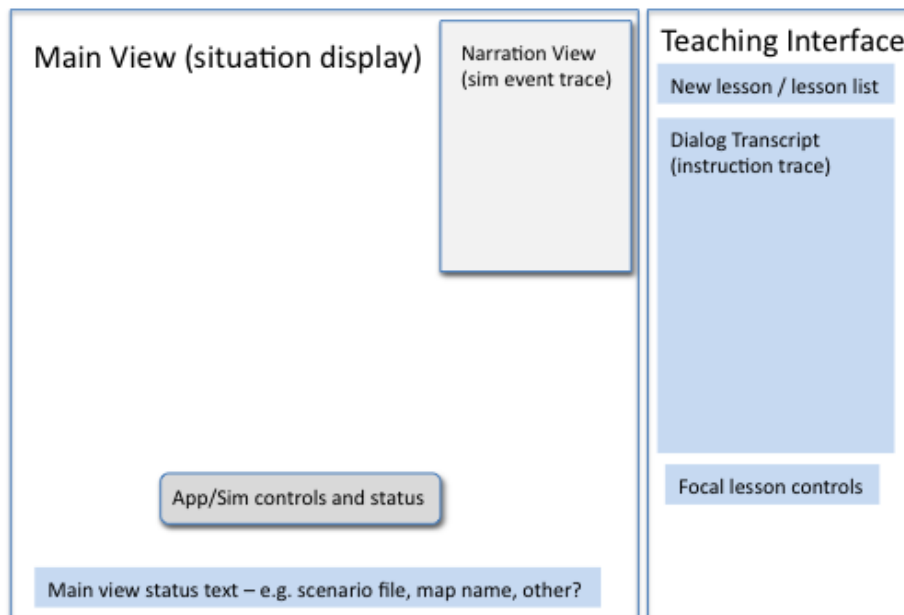 Main View (situation display)
Narration View
(sim event trace)
App/Sim controls and status
Main view status text – e.g. scenario file, map name, other?
Teaching Interface
New lesson / lesson list
Dialog Transcript
(instruction trace)
Focal lesson controls